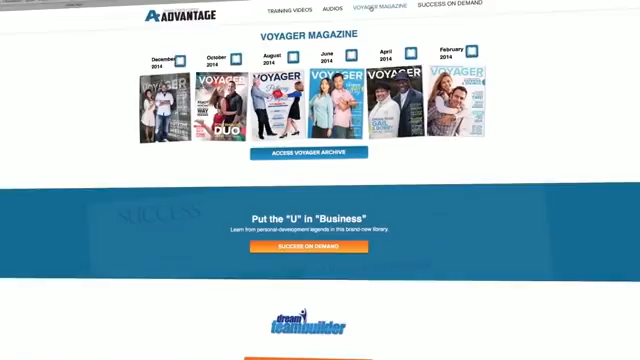 ADVANTAGE
TRAINING VIDEOS AUDIOS VOYAGER MAGAZINE SUCCESS ON DEMAND
VOYAGER MAGAZINE
December 2014
October 2014
August 2014
June 2014
April 2014
February 2014
VOYAGER
VOYAGER
DUO
VOYAGER
VOYAGER
VOYAGER
GAIL
VOYAGER
ACCESS VOYAGER ARCHIVE
SUCCESS
Put the "U" in "Business"
Learn from personal-development legends in this brand-new library.
SUCCESS ON DEMAND
dream
teambuilder